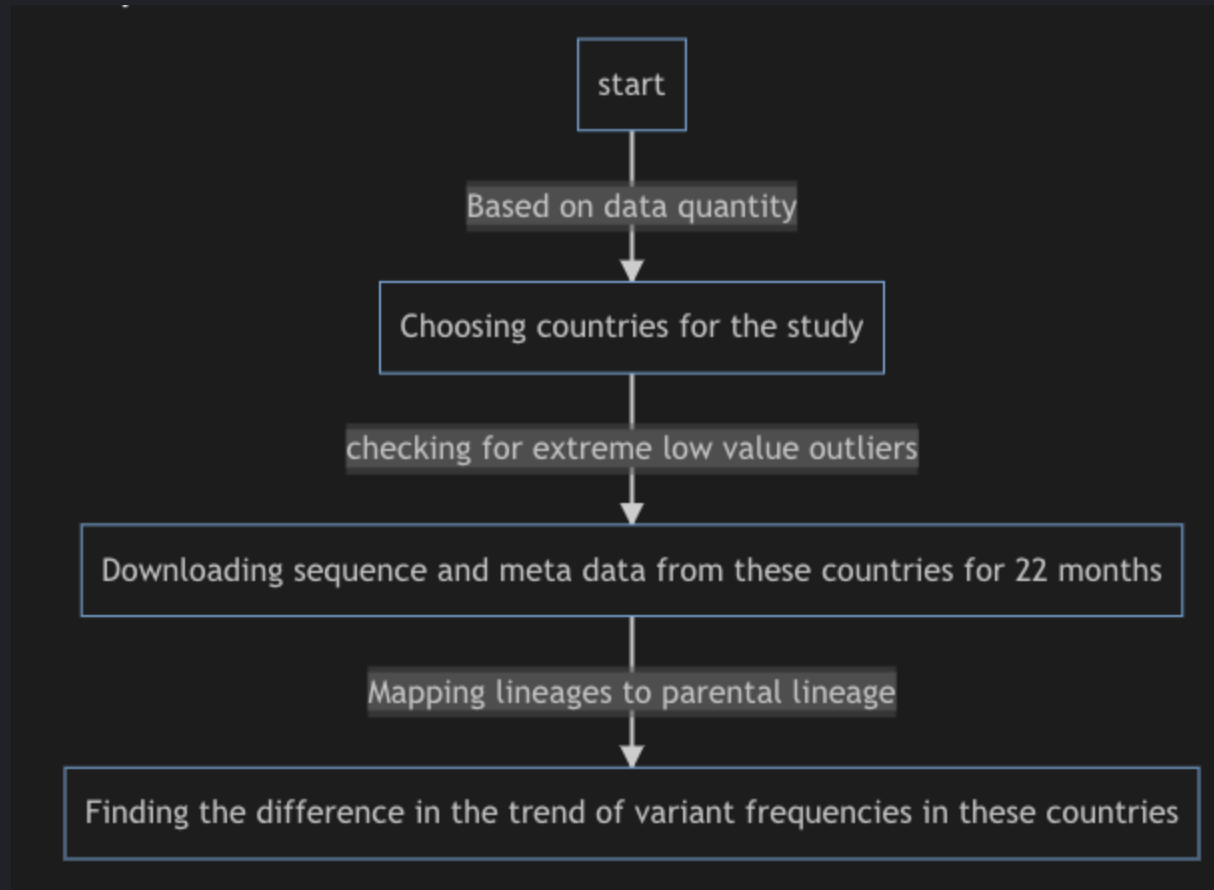 start
Based on data quantity
Choosing countries for the study
checking for extreme low value outliers
Downloading sequence and meta data from these countries for 22 months
Mapping lineages to parental lineage
Finding the difference in the trend of variant frequencies in these countries